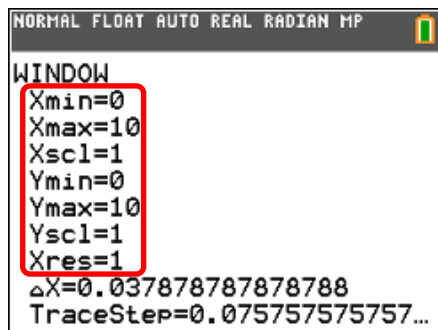 NORMAL FLOAT AUTO REAL RADIAN MP
WINDOW
Xmin=0
Xmax=10
Xscl=1
Ymin=0
Ymax=10
Yscl=1
Xres=1
△X=0.037878787878788
TraceStep=0.075757575757…